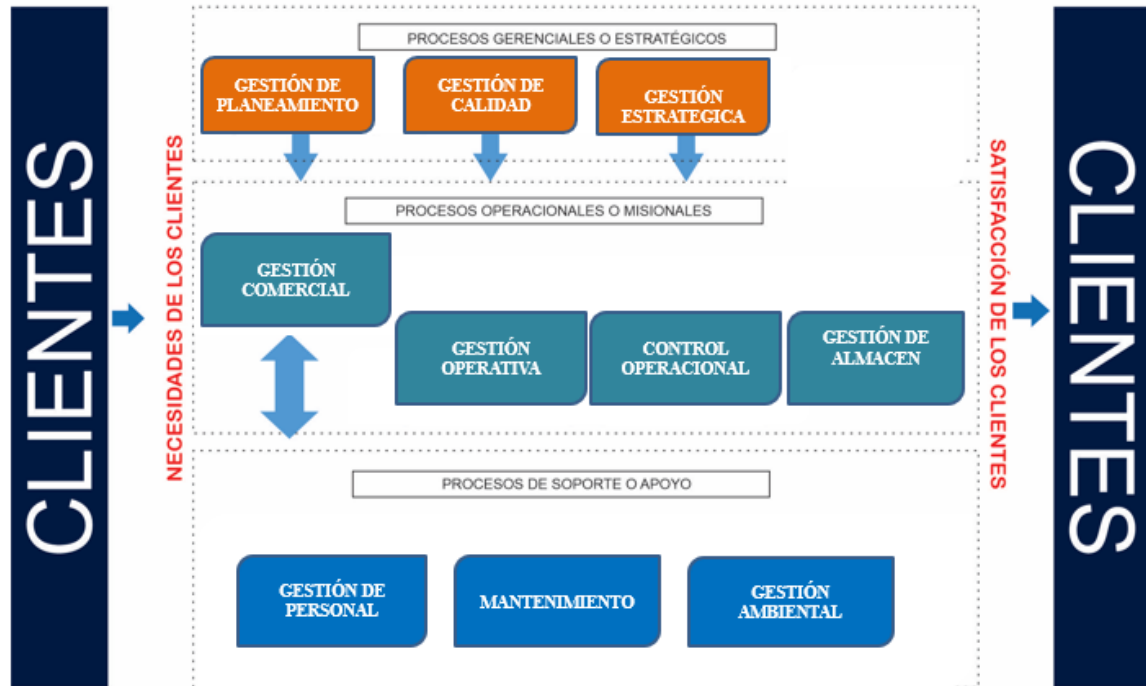 CLIENTES
NECESIDADES DE LOS CLIENTES
PROCESOS GERENCIALES O ESTRATÉGICOS
GESTIÓN DE
PLANEAMIENTO
GESTIÓN DE
CALIDAD
GESTIÓN
ESTRATEGICA
PROCESOS OPERACIONALES O MISIONALES
GESTIÓN
COMERCIAL
GESTIÓN
OPERATIVA
CONTROL
OPERACIONAL
GESTIÓN DE
ALMACEN
PROCESOS DE SOPORTE O APOYO
GESTIÓN DE
PERSONAL
MANTENIMIENTO
GESTIÓN
AMBIENTAL
SATISFACCIÓN DE LOS CLIENTES
CLIENTES